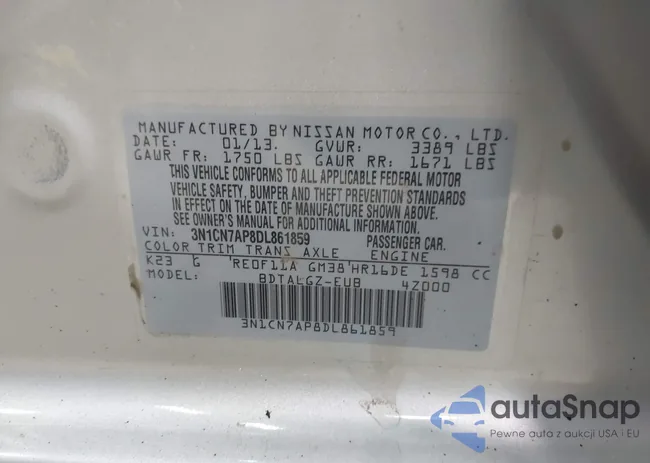 MANUFACTURED BY NISSAN MOTOR CO., LTD.
DATE: 01/13. GVWR: 3389 LBS
GAWR FR: 1750 LBS GAWR RR: 1671 LBS
THIS VEHICLE CONFORMS TO ALL APPLICABLE FEDERAL MOTOR
VEHICLE SAFETY, BUMPER AND THEFT PREVENTION STANDARDS
IN EFFECT ON THE DATE OF MANUFACTURE SHOWN ABOVE.
SEE OWNER'S MANUAL FOR ADDITIONAL INFORMATION.
VIN: 3N1CN7AP8DL861859 PASSENGER CAR.
COLOR TRIM TRANS AXLE ENGINE
K23 G 'RE0F11A GM38'HR16DE 1598 CC
MODEL: BDTALGZ-EUB 4Z000
3N1CN7AP8DL861859
autaSnap
Pewne auta z aukcji USA i EU